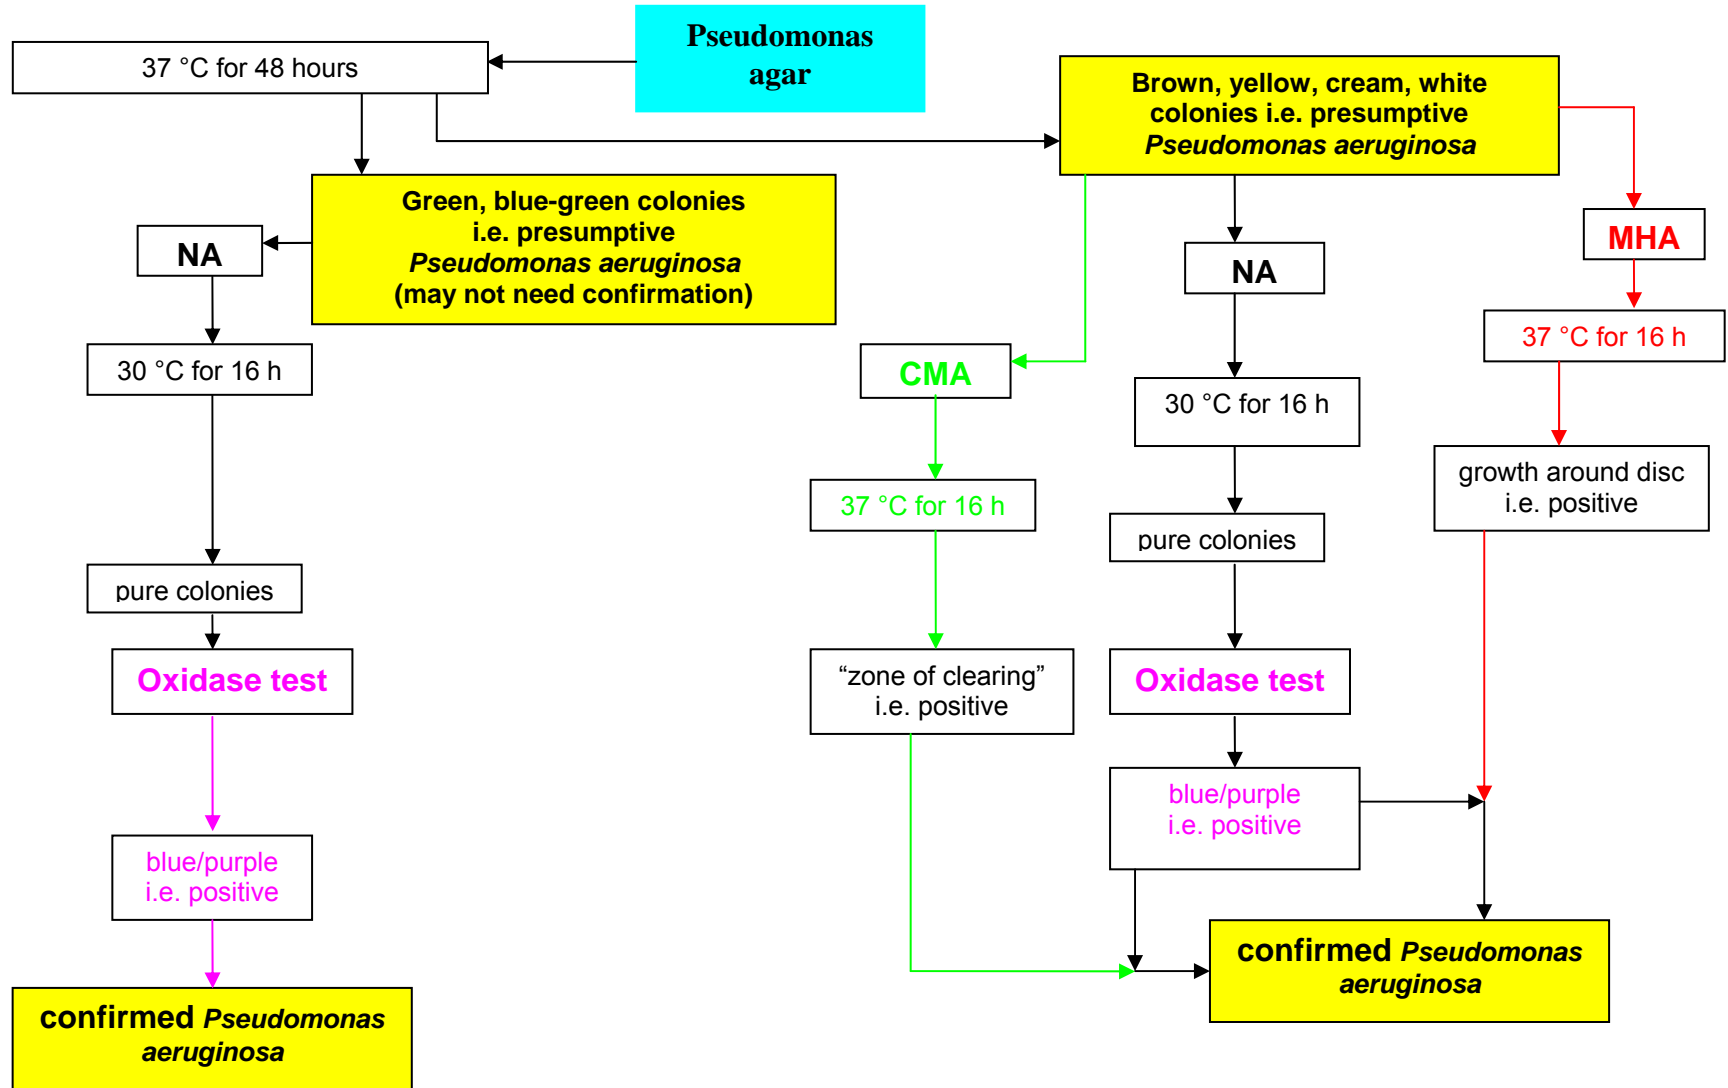 Pseudomonas
agar
37 °C for 48 hours
Brown, yellow, cream, white
colonies i.e. presumptive
Pseudomonas aeruginosa
Green, blue-green colonies
i.e. presumptive
Pseudomonas aeruginosa
(may not need confirmation)
NA
30 °C for 16 h
pure colonies
Oxidase test
blue/purple
i.e. positive
confirmed Pseudomonas
aeruginosa
CMA
37 °C for 16 h
“zone of clearing”
i.e. positive
NA
30 °C for 16 h
pure colonies
Oxidase test
blue/purple
i.e. positive
MHA
37 °C for 16 h
growth around disc
i.e. positive
confirmed Pseudomonas
aeruginosa